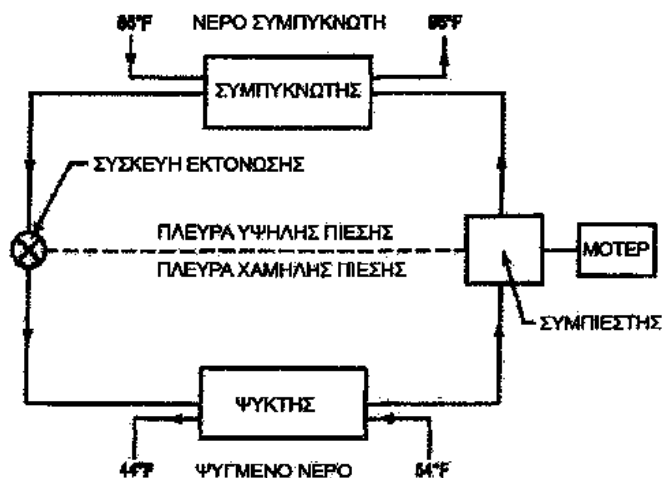 85°F ΝΕΡΟ ΣΥΜΠΥΚΝΩΤΗ 95°F
ΣΥΜΠΥΚΝΩΤΗΣ
ΣΥΣΚΕΥΗ ΕΚΤΟΝΩΣΗΣ
ΠΛΕΥΡΑ ΥΨΗΛΗΣ ΠΙΕΣΗΣ
ΠΛΕΥΡΑ ΧΑΜΗΛΗΣ ΠΙΕΣΗΣ
ΜΟΤΕΡ
ΣΥΜΠΙΕΣΤΗΣ
ΨΥΚΤΗΣ
44°F ΨΥΓΜΕΝΟ ΝΕΡΟ 54°F